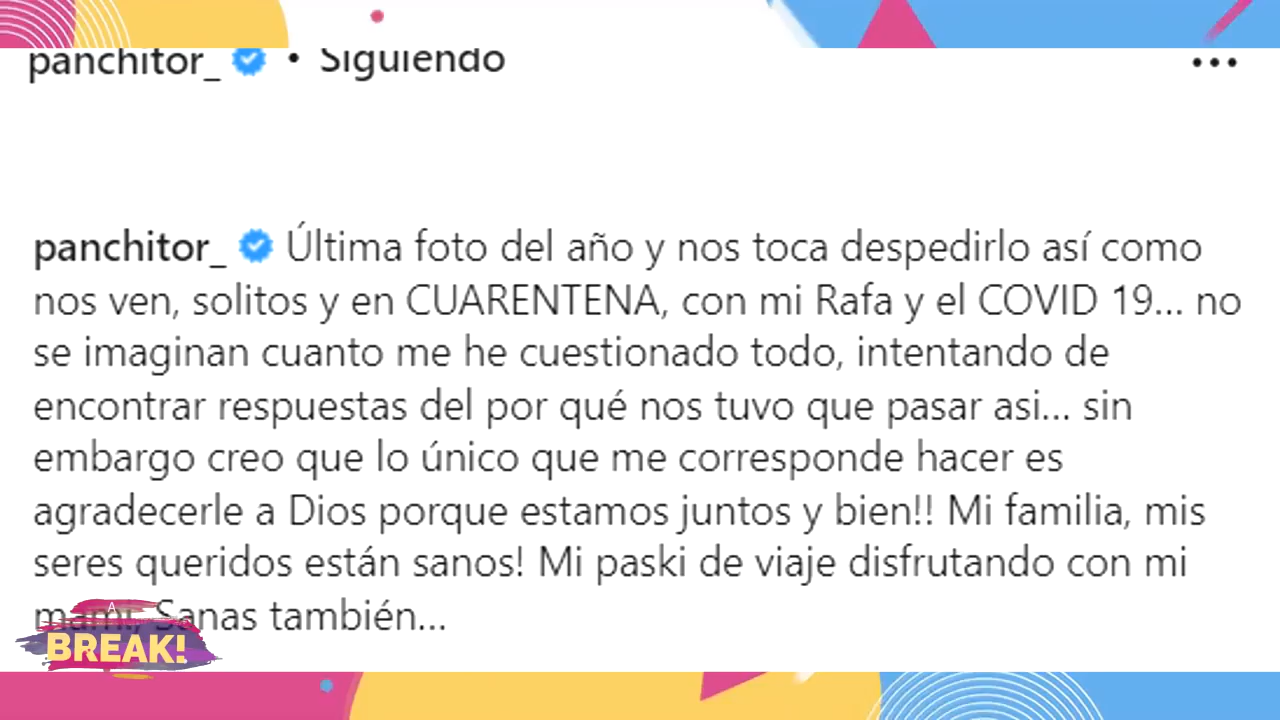 panchitor_ • Siguiendo •••
panchitor_ Última foto del año y nos toca despedirlo así como
nos ven, solitos y en CUARENTENA, con mi Rafa y el COVID 19... no
se imaginan cuanto me he cuestionado todo, intentando de
encontrar respuestas del por qué nos tuvo que pasar asi... sin
embargo creo que lo único que me corresponde hacer es
agradecerle a Dios porque estamos juntos y bien!! Mi familia, mis
seres queridos están sanos! Mi paski de viaje disfrutando con mi
mami, Sanas también...
A
BREAK!